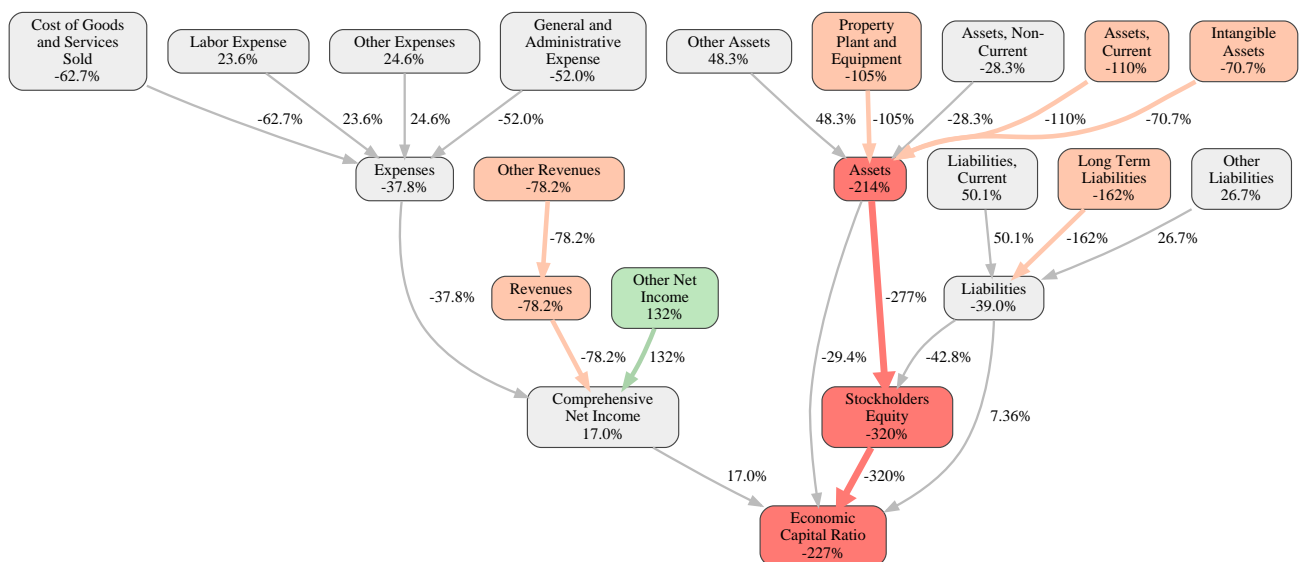 Cost of Goods
and Services
Sold
-62.7%
Labor Expense
23.6%
Other Expenses
24.6%
General and
Administrative
Expense
-52.0%
Other Assets
48.3%
Property
Plant and
Equipment
-105%
Assets, Non-
Current
-28.3%
Assets,
Current
-110%
Intangible
Assets
-70.7%
-62.7%
23.6%
24.6%
-52.0%
48.3%
-105%
-28.3%
-110%
-70.7%
Expenses
-37.8%
Other Revenues
-78.2%
Assets
-214%
Liabilities,
Current
50.1%
Long Term
Liabilities
-162%
Other
Liabilities
26.7%
-78.2%
50.1%
-162%
26.7%
Revenues
-78.2%
Other Net
Income
132%
Liabilities
-39.0%
-37.8%
-277%
-78.2%
132%
-29.4%
-42.8%
Comprehensive
Net Income
17.0%
Stockholders
Equity
-320%
7.36%
17.0%
-320%
Economic
Capital Ratio
-227%